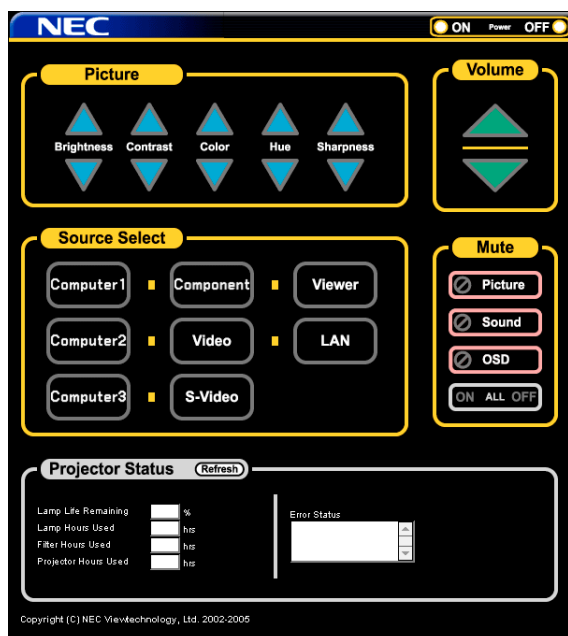 NEC
ON Power OFF
Picture
Brightness Contrast Color Hue Sharpness
Volume
Source Select
Computer1 Component Viewer
Computer2 Video LAN
Computer3 S-Video
Mute
Picture
Sound
OSD
ON ALL OFF
Projector Status Refresh
Lamp Life Remaining %
Lamp Hours Used hrs
Filter Hours Used hrs
Projector Hours Used hrs
Error Status
Copyright (C) NEC Viewtechnology, Ltd. 2002-2005